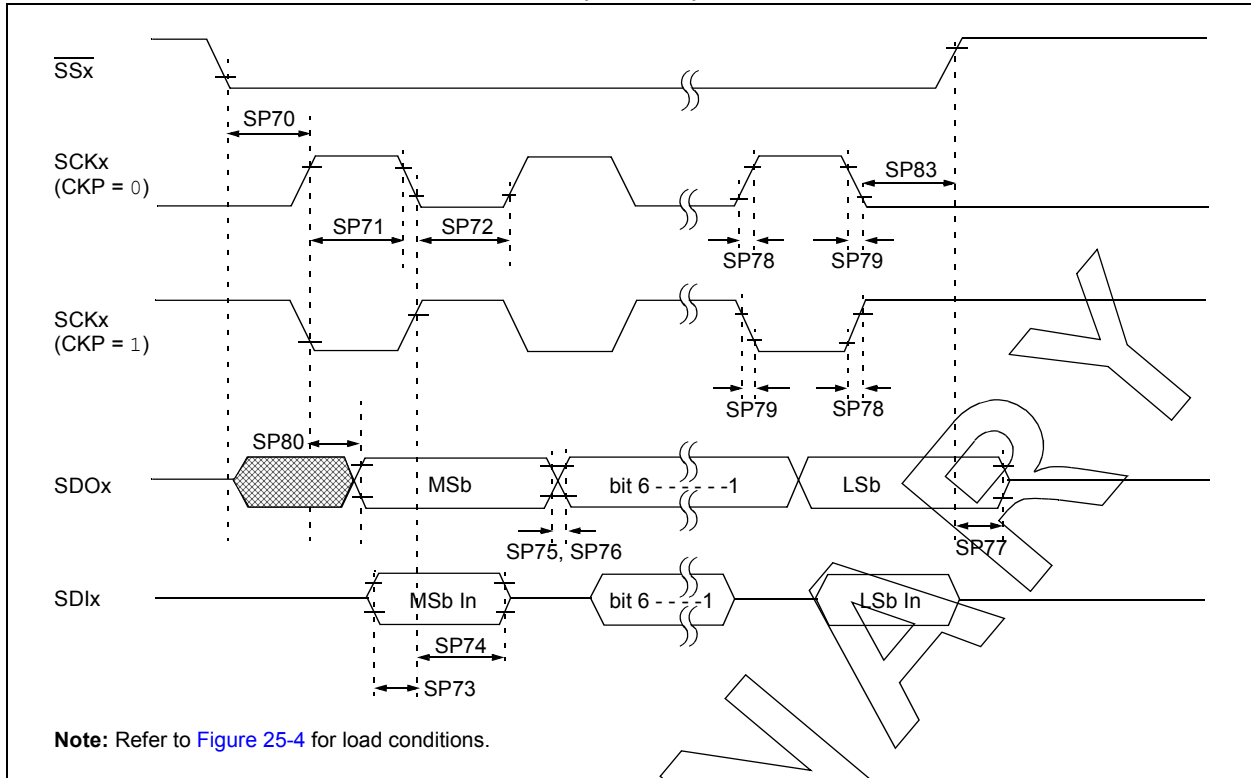 SSx
SP70
SCKx
(CKP = 0)
SP83
SP71
SP72
SP78
SP79
SCKx
(CKP = 1)
SP79
SP78
SP80
SDOx
MSb
bit 6 - - - - - -1
LSb
SP75, SP76
SP77
SDIx
MSb In
bit 6 - - - -1
LSb In
SP74
SP73
Note: Refer to Figure 25-4 for load conditions.